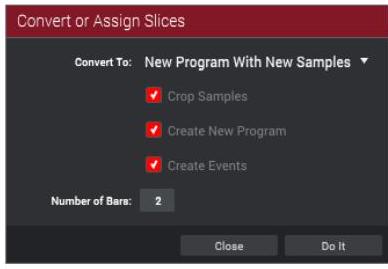 Convert or Assign Slices
Convert To: New Program With New Samples
Crop Samples
Create New Program
Create Events
Number of Bars: 2
Close Do It